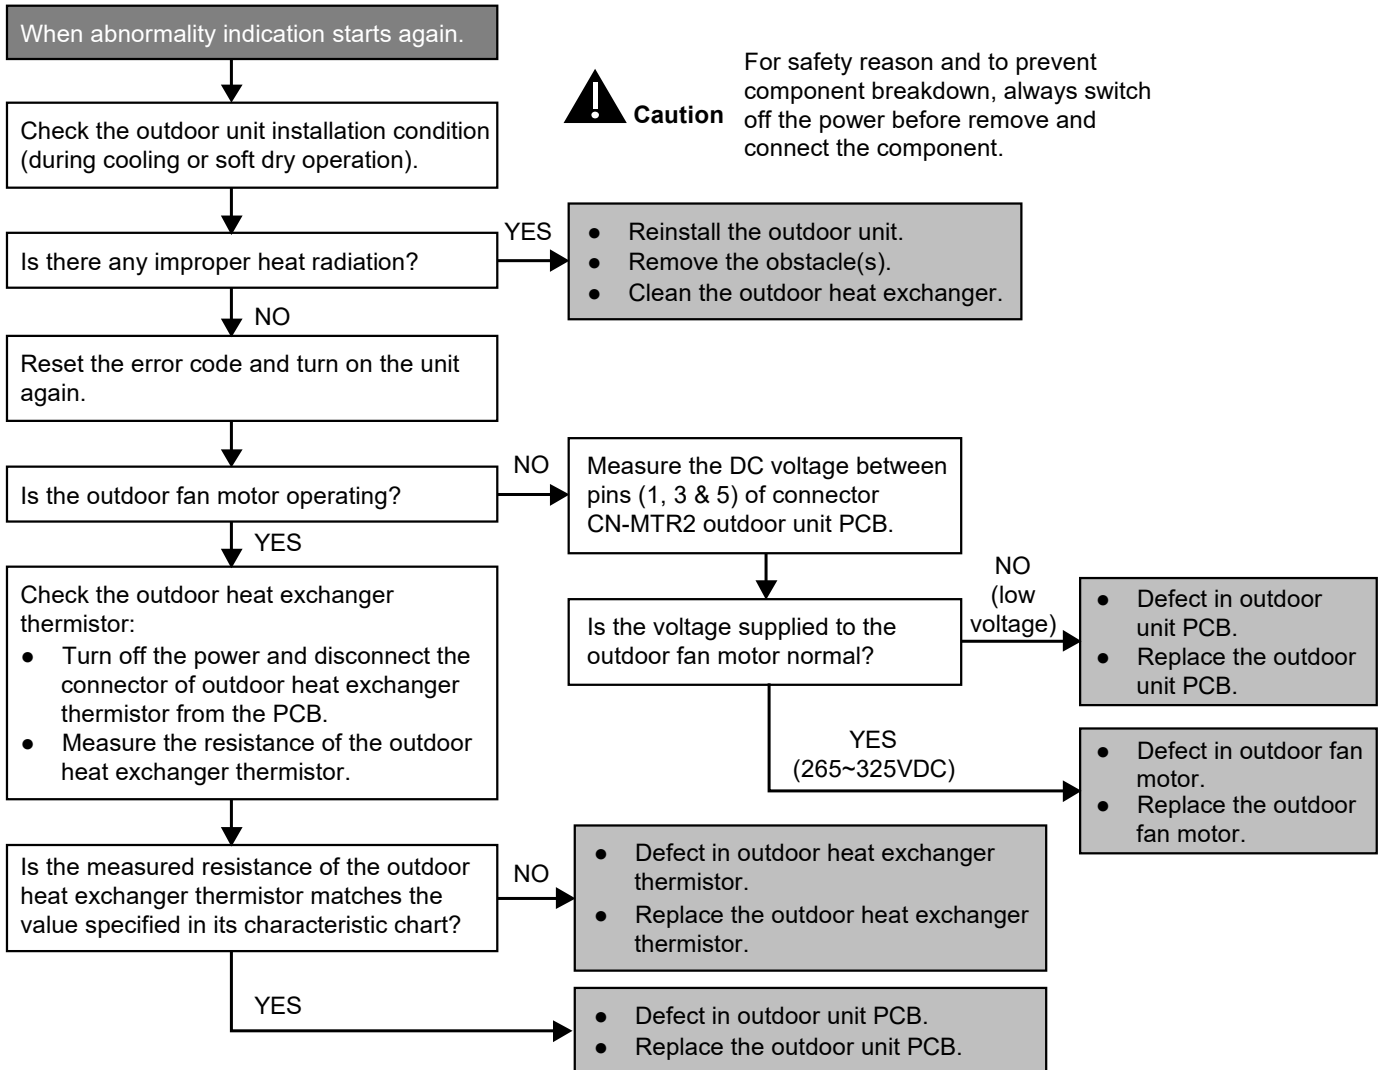 When abnormality indication starts again.
Caution
For safety reason and to prevent
component breakdown, always switch
off the power before remove and
connect the component.
Check the outdoor unit installation condition
(during cooling or soft dry operation).
Is there any improper heat radiation?
YES
● Reinstall the outdoor unit.
● Remove the obstacle(s).
● Clean the outdoor heat exchanger.
NO
Reset the error code and turn on the unit
again.
Is the outdoor fan motor operating?
NO
Measure the DC voltage between
pins (1, 3 & 5) of connector
CN-MTR2 outdoor unit PCB.
YES
Is the voltage supplied to the
outdoor fan motor normal?
NO
(low
voltage)
● Defect in outdoor
unit PCB.
● Replace the outdoor
unit PCB.
YES
(265~325VDC)
● Defect in outdoor fan
motor.
● Replace the outdoor
fan motor.
Check the outdoor heat exchanger
thermistor:
● Turn off the power and disconnect the
connector of outdoor heat exchanger
thermistor from the PCB.
● Measure the resistance of the outdoor
heat exchanger thermistor.
Is the measured resistance of the outdoor
heat exchanger thermistor matches the
value specified in its characteristic chart?
NO
● Defect in outdoor heat exchanger
thermistor.
● Replace the outdoor heat exchanger
thermistor.
YES
● Defect in outdoor unit PCB.
● Replace the outdoor unit PCB.